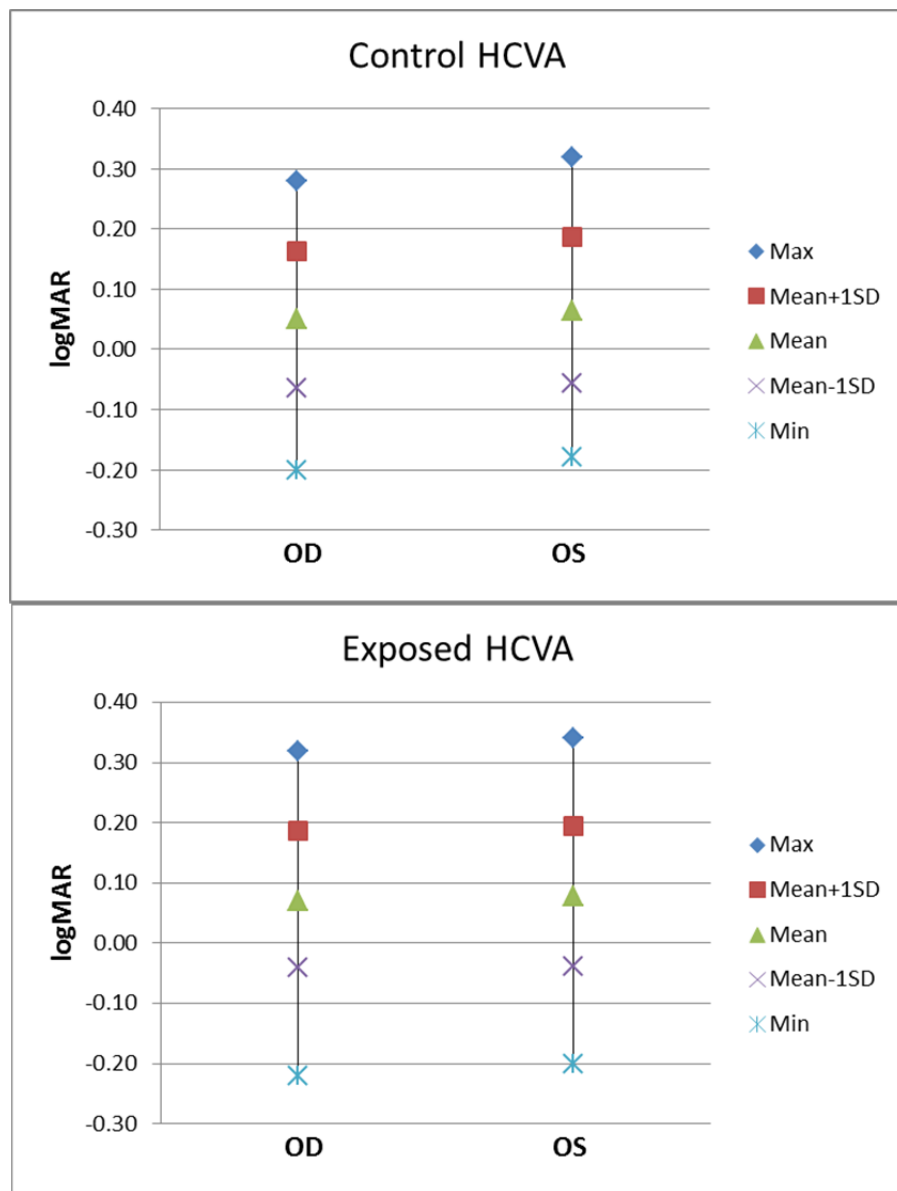 Control HCVA
0.40
0.30
0.20
0.10
0.00
-0.10
-0.20
-0.30
logMAR
OD
OS
Max
Mean+1SD
Mean
Mean-1SD
Min
Exposed HCVA
0.40
0.30
0.20
0.10
0.00
-0.10
-0.20
-0.30
logMAR
OD
OS
Max
Mean+1SD
Mean
Mean-1SD
Min